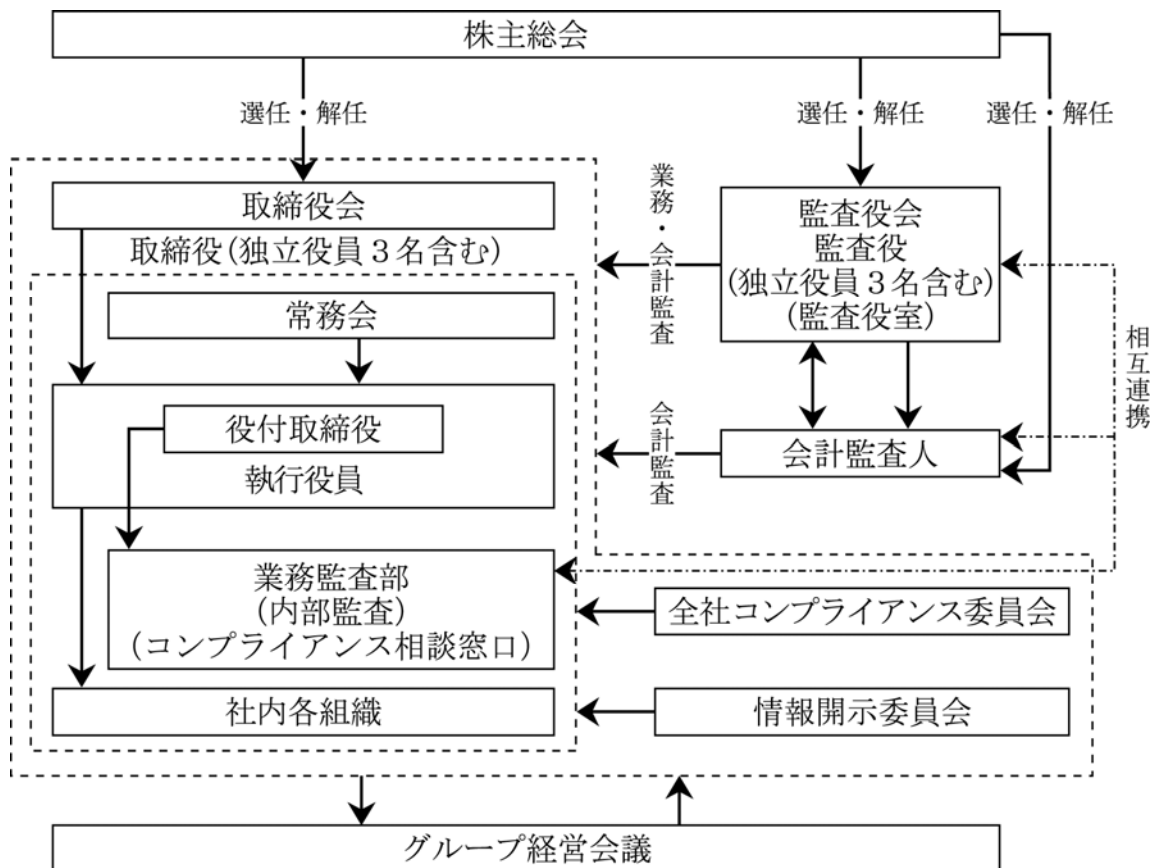 株主総会
選任・解任
選任・解任
選任・解任
取締役会
取締役(独立役員3名含む)
業務・会計監査
監査役会
監査役
(独立役員3名含む)
(監査役室)
常務会
相互連携
役付取締役
執行役員
会計監査
会計監査人
業務監査部
(内部監査)
(コンプライアンス相談窓口)
全社コンプライアンス委員会
社内各組織
情報開示委員会
グループ経営会議